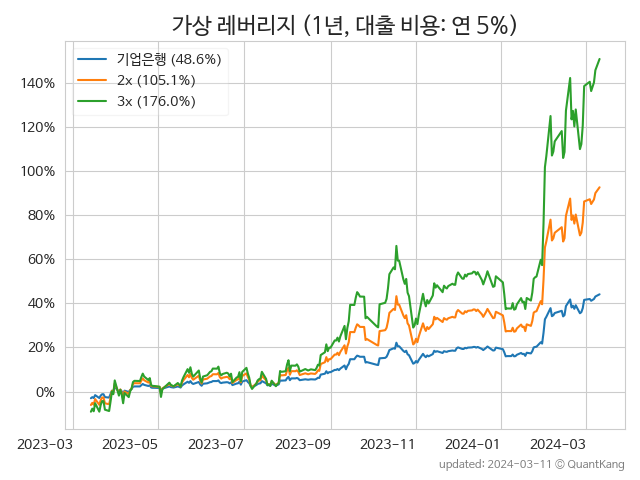 가상 레버리지 (1년, 대출 비용: 연 5%)
기업은행 (48.6%)
2x (105.1%)
3x (176.0%)
140%
120%
100%
80%
60%
40%
20%
0%
2023-03 2023-05 2023-07 2023-09 2023-11 2024-01 2024-03
updated: 2024-03-11 © QuantKang